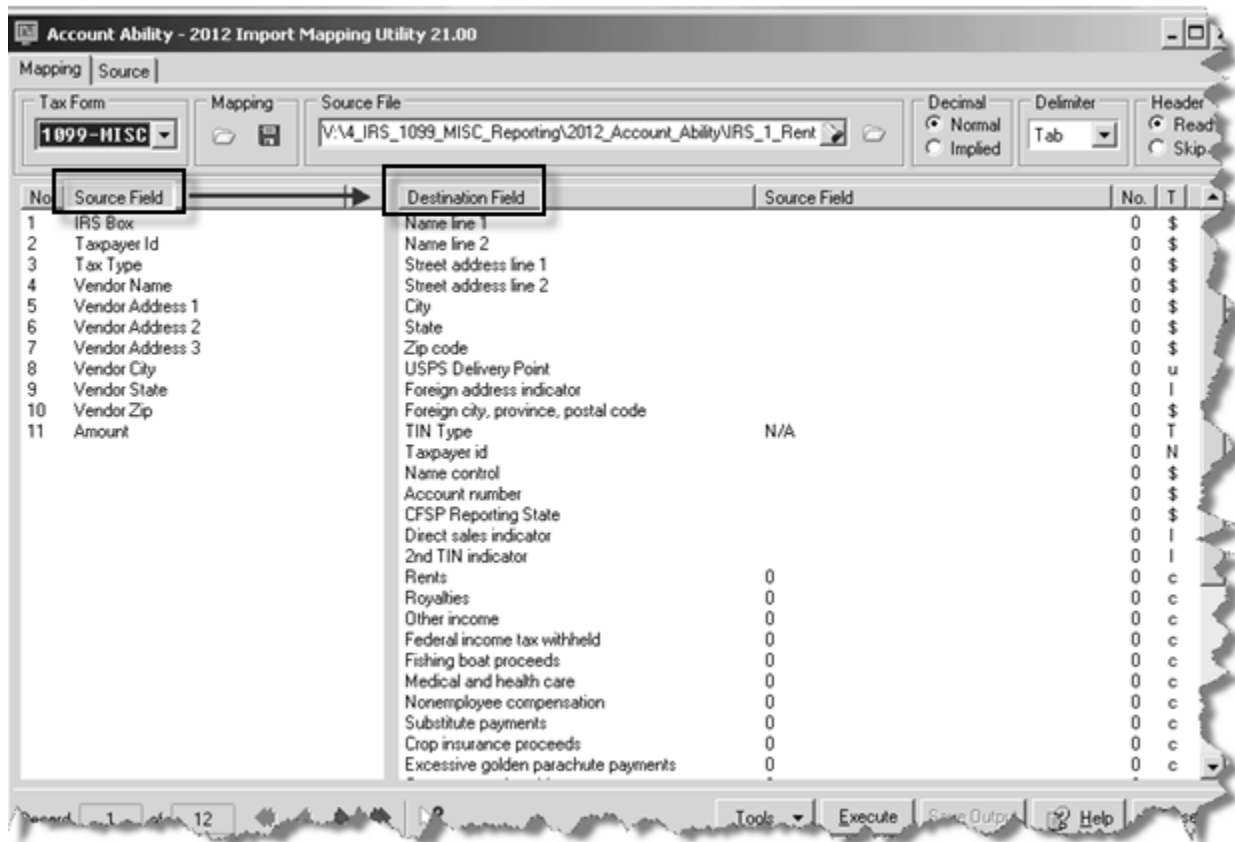 Account Ability - 2012 Import Mapping Utility 21.00
Mapping Source
Tax Form Mapping Source File Decimal Delimiter Header
1099-MISC V:\4_IRS_1099_MISC_Reporting\2012_Account_Ability\IRS_1_Rent Normal Tab Read
Implied Skip
No Source Field Destination Field Source Field No. T
1 IRS Box Name line 1 0 $
2 Taxpayer Id Name line 2 0 $
3 Tax Type Street address line 1 0 $
4 Vendor Name Street address line 2 0 $
5 Vendor Address 1 City 0 $
6 Vendor Address 2 State 0 $
7 Vendor Address 3 Zip code 0 $
8 Vendor City USPS Delivery Point 0 u
9 Vendor State Foreign address indicator 0 I
10 Vendor Zip Foreign city, province, postal code 0 $
11 Amount TIN Type N/A 0 T
Taxpayer id 0 N
Name control 0 $
Account number 0 $
CFSP Reporting State 0 $
Direct sales indicator 0 I
2nd TIN indicator 0 I
Rents 0 0 c
Royalties 0 0 c
Other income 0 0 c
Federal income tax withheld 0 0 c
Fishing boat proceeds 0 0 c
Medical and health care 0 0 c
Nonemployee compensation 0 0 c
Substitute payments 0 0 c
Crop insurance proceeds 0 0 c
Excessive golden parachute payments 0 0 c
Record 1 of 12 Tools Execute Save Output Help